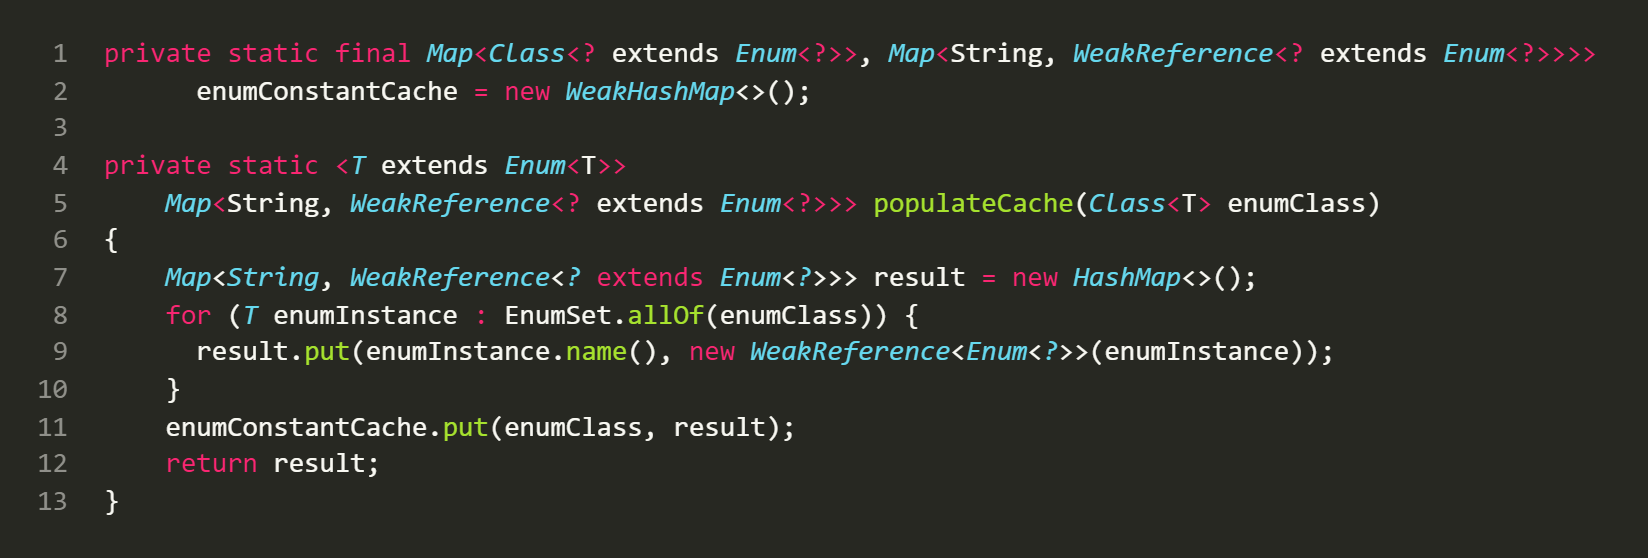 1 private static final Map<Class<? extends Enum<?>>, Map<String, WeakReference<? extends Enum<?>>>>
2 enumConstantCache = new WeakHashMap<>();
3
4 private static <T extends Enum<T>>
5 Map<String, WeakReference<? extends Enum<?>>> populateCache(Class<T> enumClass)
6 {
7 Map<String, WeakReference<? extends Enum<?>>> result = new HashMap<>();
8 for (T enumInstance : EnumSet.allOf(enumClass)) {
9 result.put(enumInstance.name(), new WeakReference<Enum<?>>(enumInstance));
10 }
11 enumConstantCache.put(enumClass, result);
12 return result;
13 }